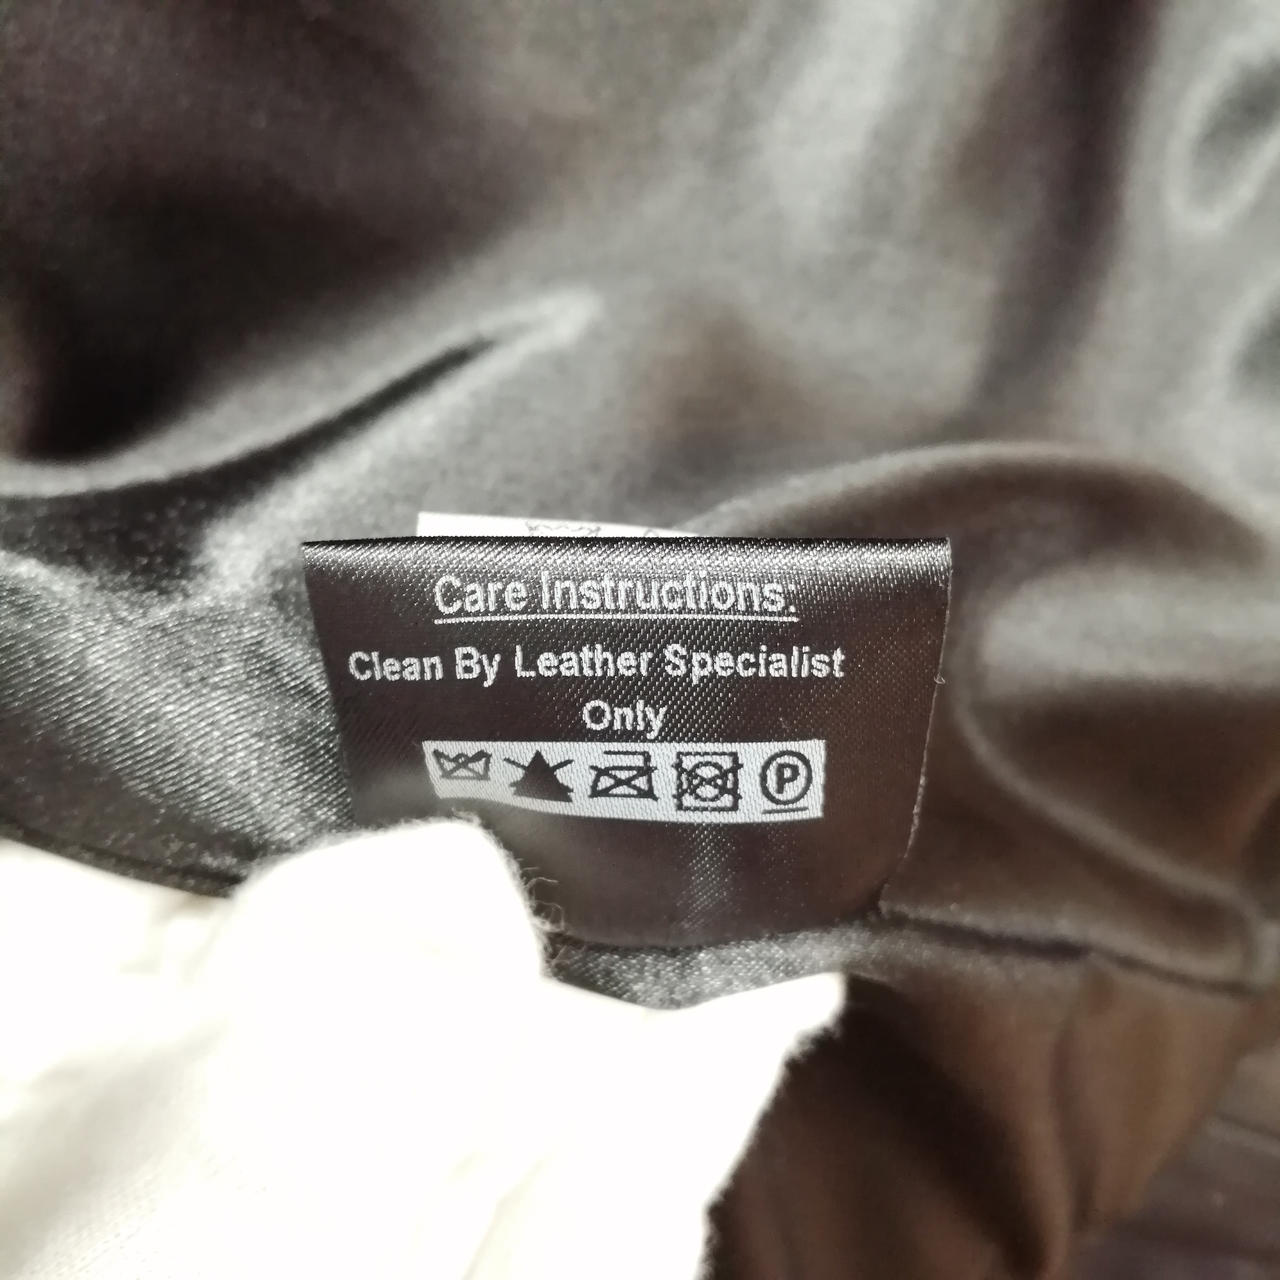 Care Instructions:
Clean By Leather Specialist
Only
P